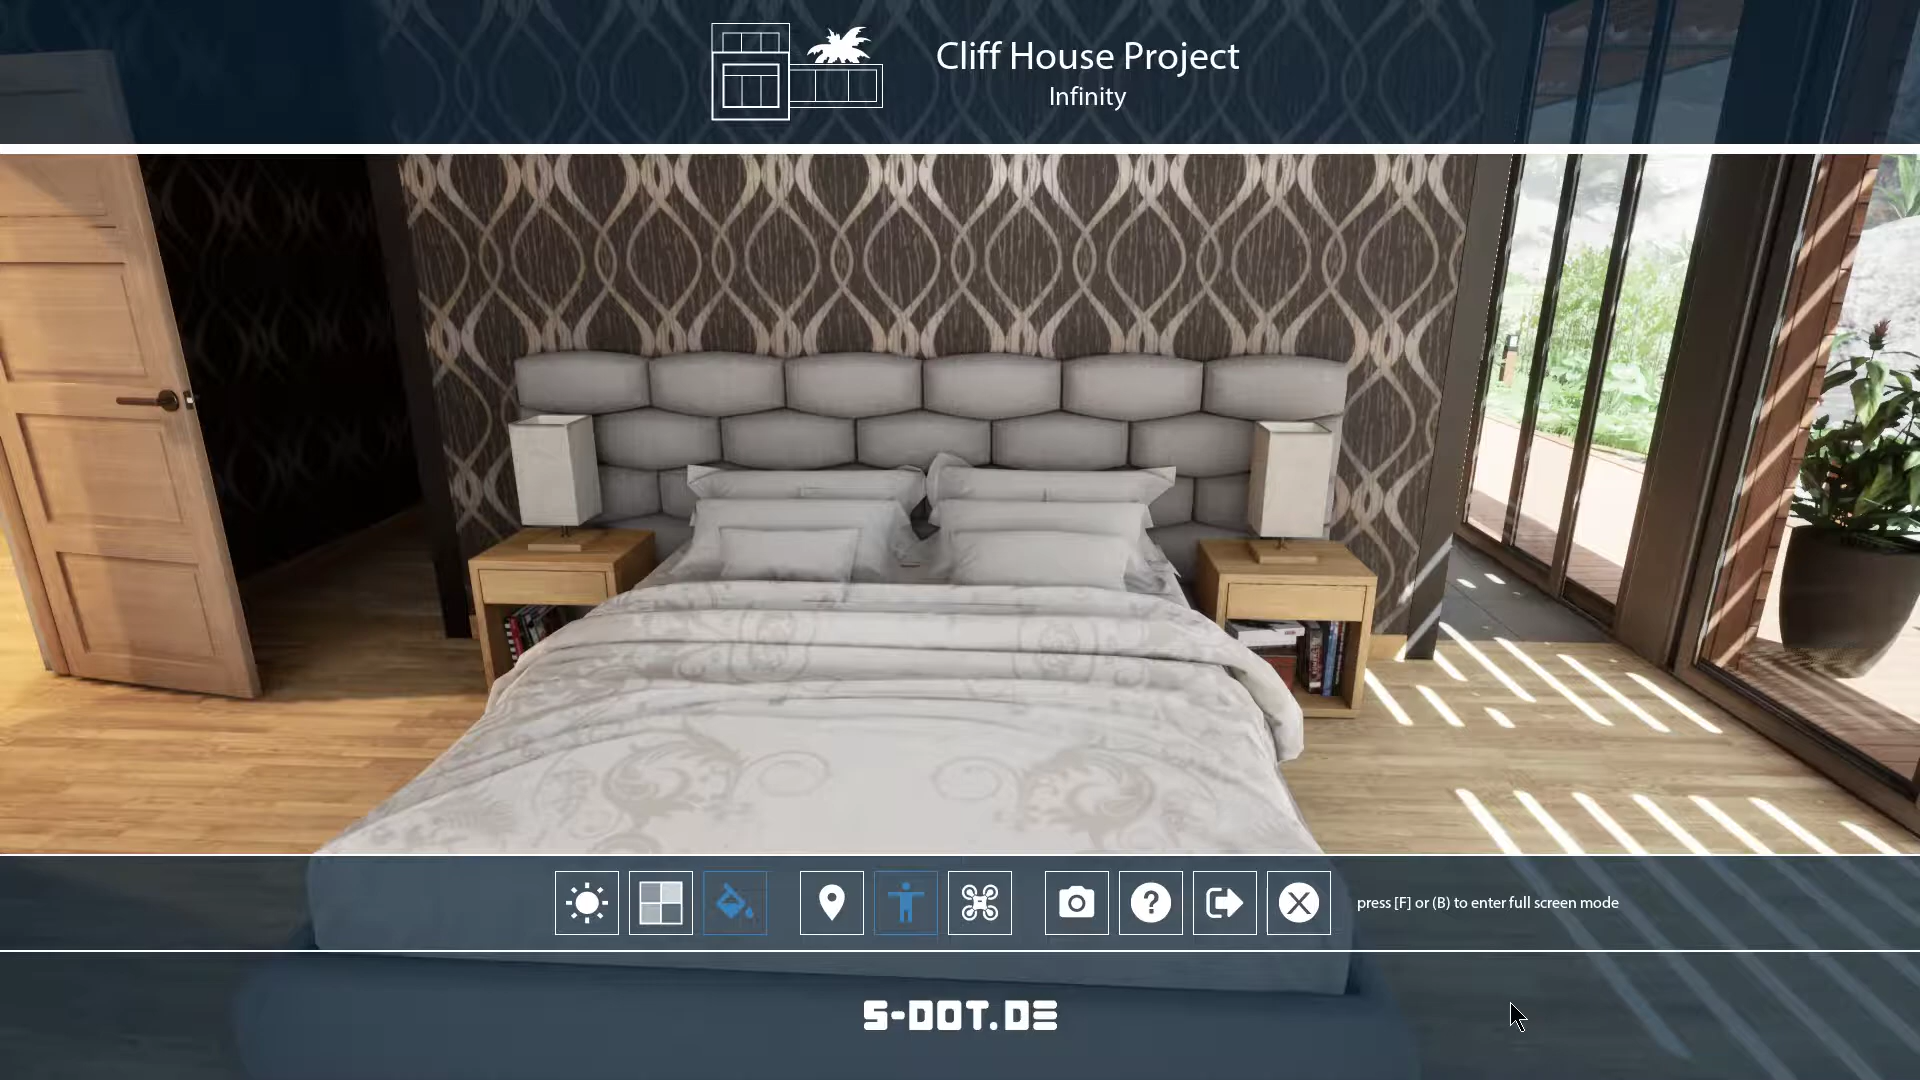 Cliff House Project
Infinity
press [F] or (B) to enter full screen mode
S-DOT.DE